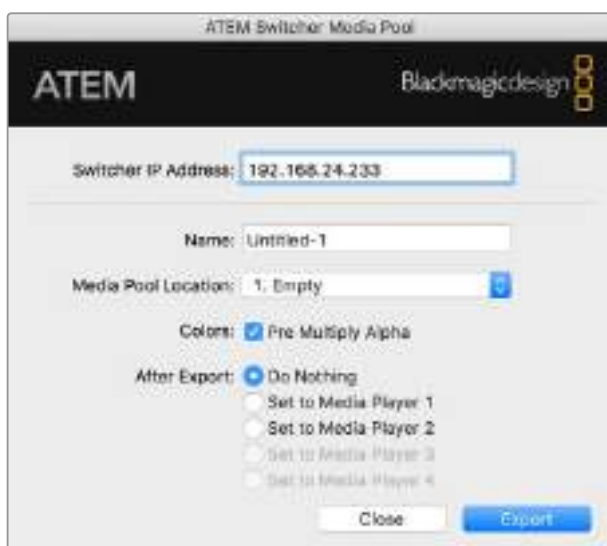 ATEM Switcher Media Pool
ATEM
Blackmagicdesign
Switcher IP Address: 192.168.24.233
Name: Untitled-1
Media Pool Location: 1. Empty
Colors: Pre Multiply Alpha
After Export: Do Nothing
Set to Media Player 1
Set to Media Player 2
Set to Media Player 3
Set to Media Player 4
Close Export